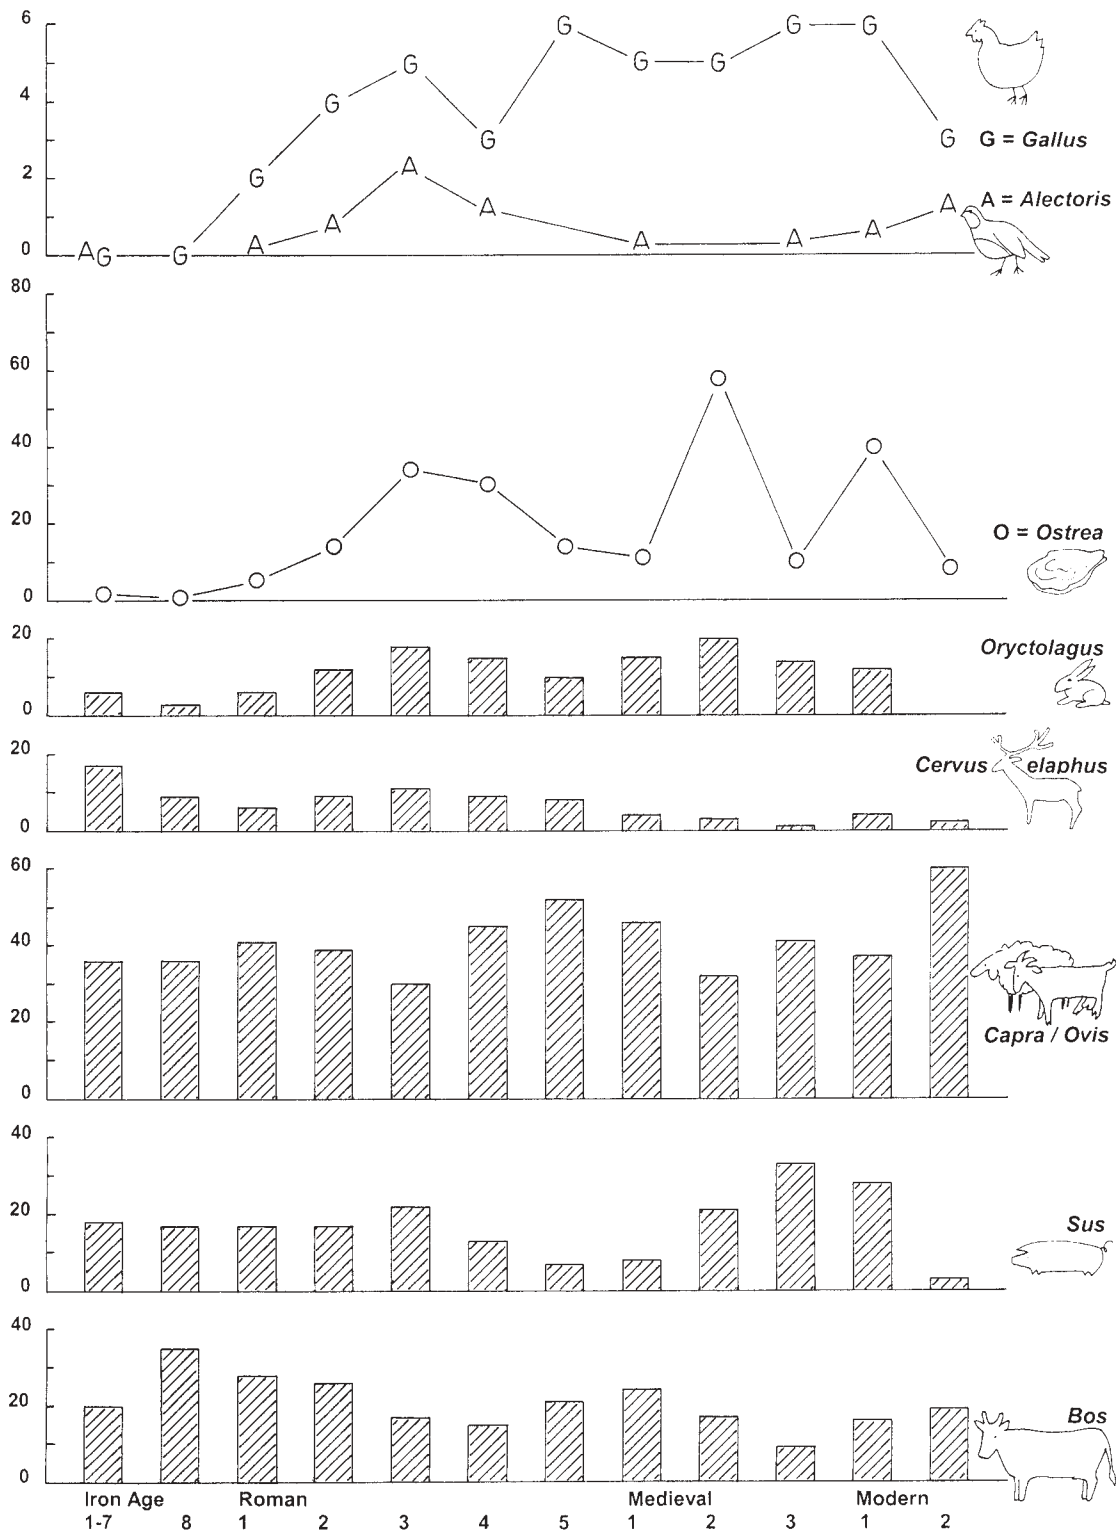 6
4
2
0
G
G
G
G
G
G
G
G
G
G
G
G
A
A
A
A
A
A
A
A
A
G = Gallus
A = Alectoris
80
60
40
20
0
O = Ostrea
20
0
Oryctolagus
20
0
Cervus elaphus
60
40
20
0
Capra / Ovis
40
20
0
Sus
40
20
0
Bos
Iron Age Roman Medieval Modern
1-7 8 1 2 3 4 5 1 2 3 1 2